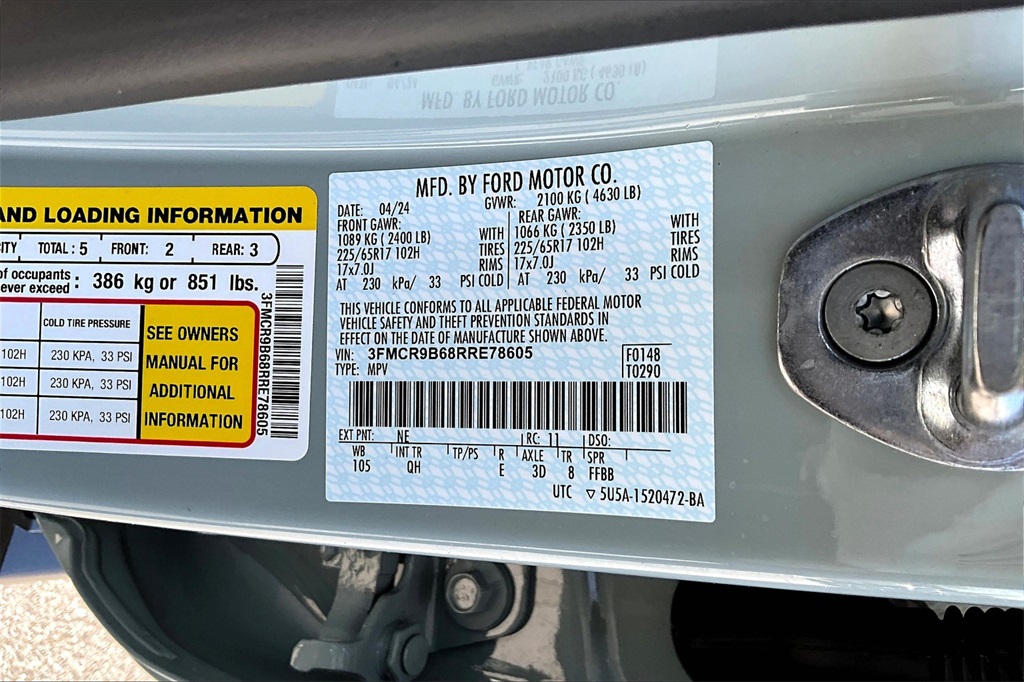 AND LOADING INFORMATION
CITY TOTAL : 5 FRONT: 2 REAR: 3
of occupants
never exceed : 386 kg or 851 lbs.
COLD TIRE PRESSURE
102H 230 KPA, 33 PSI
102H 230 KPA, 33 PSI
102H 230 KPA, 33 PSI
SEE OWNERS
MANUAL FOR
ADDITIONAL
INFORMATION
3FMCR9B68RRE78605
MFD. BY FORD MOTOR CO.
DATE: 04/24 GVWR: 2100 KG ( 4630 LB)
FRONT GAWR: REAR GAWR:
1089 KG ( 2400 LB) WITH 1066 KG ( 2350 LB) WITH
225/65R17 102H TIRES 225/65R17 102H TIRES
17x7.0J RIMS 17x7.0J RIMS
AT 230 kPa/ 33 PSI COLD AT 230 kPa/ 33 PSI COLD
THIS VEHICLE CONFORMS TO ALL APPLICABLE FEDERAL MOTOR
VEHICLE SAFETY AND THEFT PREVENTION STANDARDS IN
EFFECT ON THE DATE OF MANUFACTURE SHOWN ABOVE.
VIN: 3FMCR9B68RRE78605 F0148
TYPE: MPV T0290
EXT PNT: NE RC: 11 DSO:
WB INT TR TP/PS R AXLE TR SPR
105 QH E 3D 8 FFBB
UTC ▽ 5U5A-1520472-BA
MFD. BY FORD MOTOR CO.
GVWR: 2100 KG ( 4630 LB)